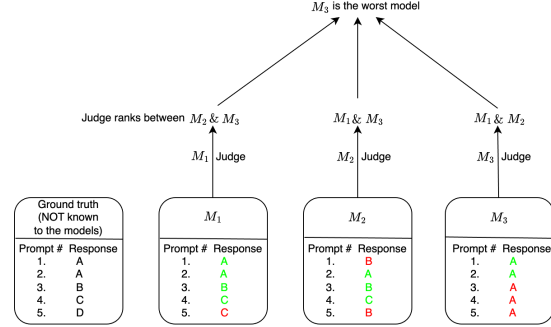 M₃ is the worst model
Judge ranks between M₂ & M₃
M₁ & M₃
M₁ & M₂
M₁ Judge
M₂ Judge
M₃ Judge
Ground truth
(NOT known
to the models)
Prompt # Response
1. A
2. A
3. B
4. C
5. D
M₁
Prompt # Response
1. A
2. A
3. B
4. C
5. C
M₂
Prompt # Response
1. B
2. A
3. B
4. C
5. B
M₃
Prompt # Response
1. A
2. A
3. A
4. A
5. A